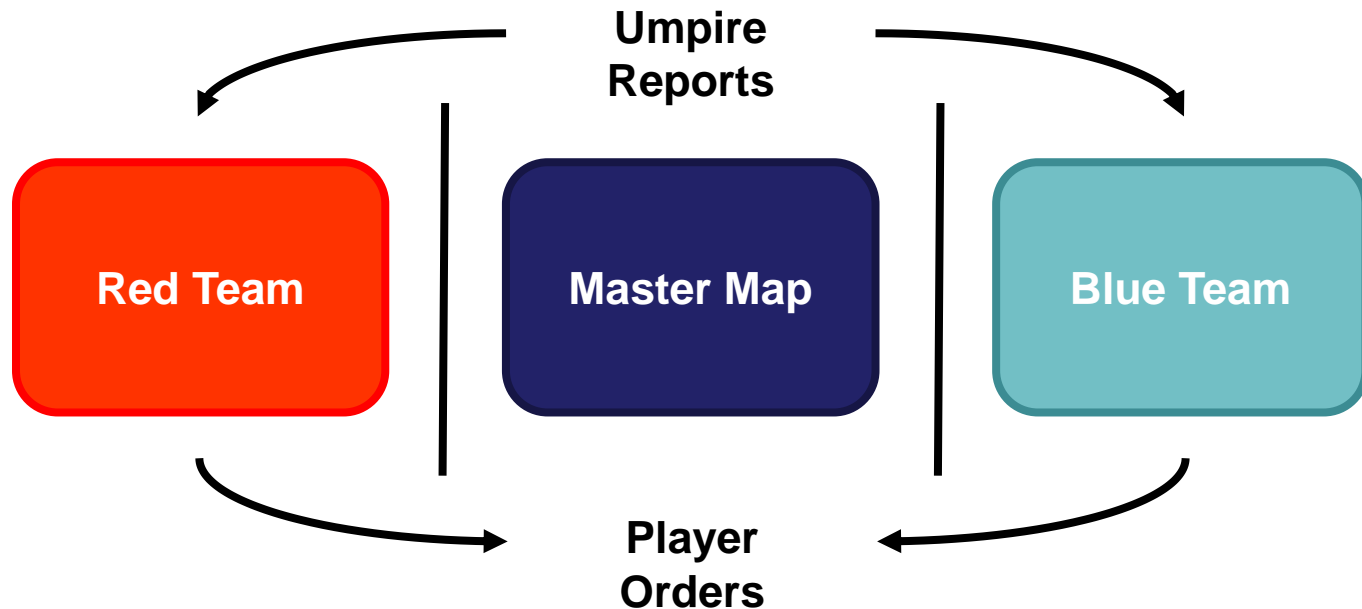 Umpire
Reports
Red Team
Master Map
Blue Team
Player
Orders